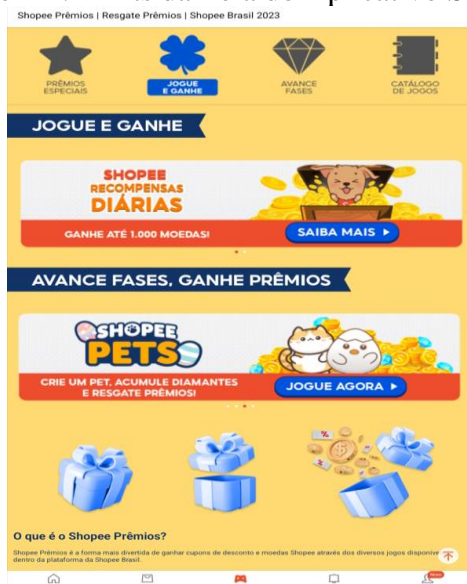 Shopee Prêmios | Resgate Prêmios | Shopee Brasil 2023
PRÊMIOS ESPECIAIS
JOGUE E GANHE
AVANCE FASES
CATÁLOGO DE JOGOS
JOGUE E GANHE
SHOPEE
RECOMPENSAS
DIÁRIAS
GANHE ATÉ 1.000 MOEDAS!
SAIBA MAIS
AVANCE FASES, GANHE PRÊMIOS
SHOPEE
PETS
CRIE UM PET, ACUMULE DIAMANTES
E RESGATE PRÊMIOS!
JOGUE AGORA
O que é o Shopee Prêmios?
Shopee Prêmios é a forma mais divertida de ganhar cupons de desconto e moedas Shopee através dos diversos jogos disponíve
dentro da plataforma da Shopee Brasil.